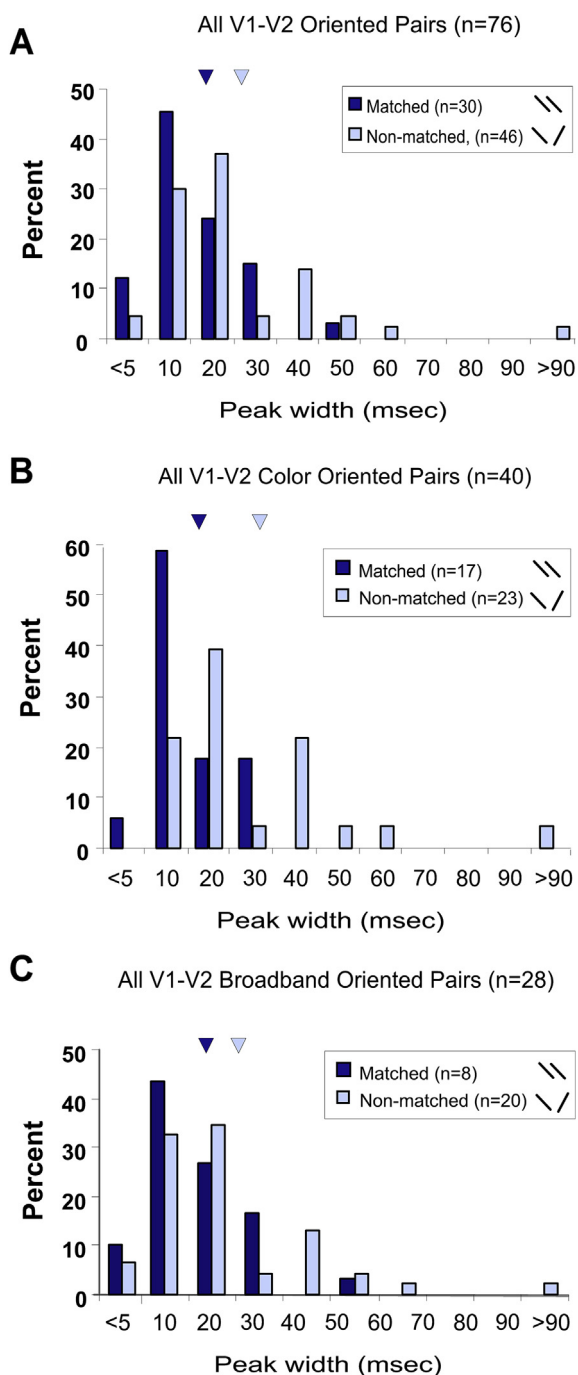 A
All V1-V2 Oriented Pairs (n=76)
Matched (n=30)
Non-matched, (n=46)
Percent
50
40
30
20
10
0
<5 10 20 30 40 50 60 70 80 90 >90
Peak width (msec)
B
All V1-V2 Color Oriented Pairs (n=40)
Matched (n=17)
Non-matched (n=23)
Percent
60
50
40
30
20
10
0
<5 10 20 30 40 50 60 70 80 90 >90
Peak width (msec)
C
All V1-V2 Broadband Oriented Pairs (n=28)
Matched (n=8)
Non-matched (n=20)
Percent
50
40
30
20
10
0
<5 10 20 30 40 50 60 70 80 90 >90
Peak width (msec)